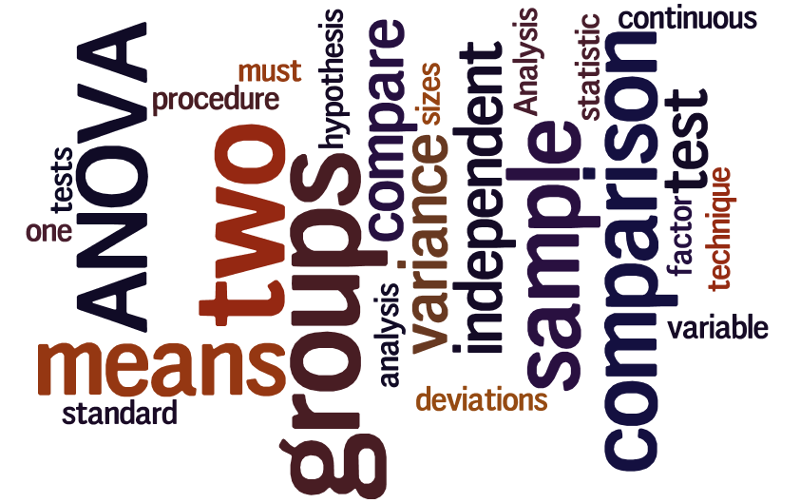 ANOVA
tests
one
means
standard
must
procedure
two
groups
hypothesis
compare
analysis
variance
sizes
deviations
independent
Analysis
sample
statistic
continuous
comparison
test
factor
technique
variable